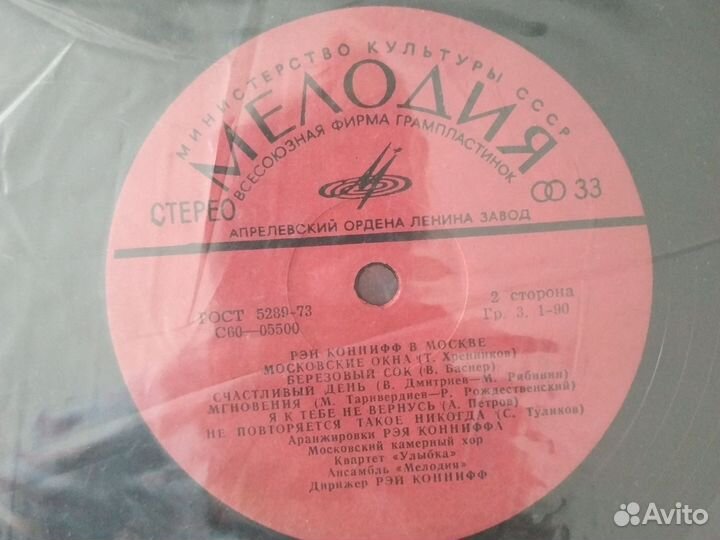 МИНИСТЕРСТВО КУЛЬТУРЫ СССР
МЕЛОДИЯ
ВСЕСОЮЗНАЯ ФИРМА ГРАМПЛАСТИНОК
СТЕРЕО
33
АПРЕЛЕВСКИЙ ОРДЕНА ЛЕНИНА ЗАВОД
ГОСТ 5289-73
С60—05500
2 сторона
Гр. 3. 1-90
РЭЙ КОННИФФ В МОСКВЕ
МОСКОВСКИЕ ОКНА (Т. Хренников)
БЕРЕЗОВЫЙ СОК (В. Баснер)
СЧАСТЛИВЫЙ ДЕНЬ (В. Дмитриев—М. Рябинин)
МГНОВЕНИЯ (М. Таривердиев—Р. Рождественский)
Я К ТЕБЕ НЕ ВЕРНУСЬ (А. Петров)
НЕ ПОВТОРЯЕТСЯ ТАКОЕ НИКОГДА (С. Туликов)
Аранжировки РЭЯ КОННИФФА
Московский камерный хор
Квартет «Улыбка»
Ансамбль «Мелодия»
Дирижер РЭЙ КОННИФФ
Avito